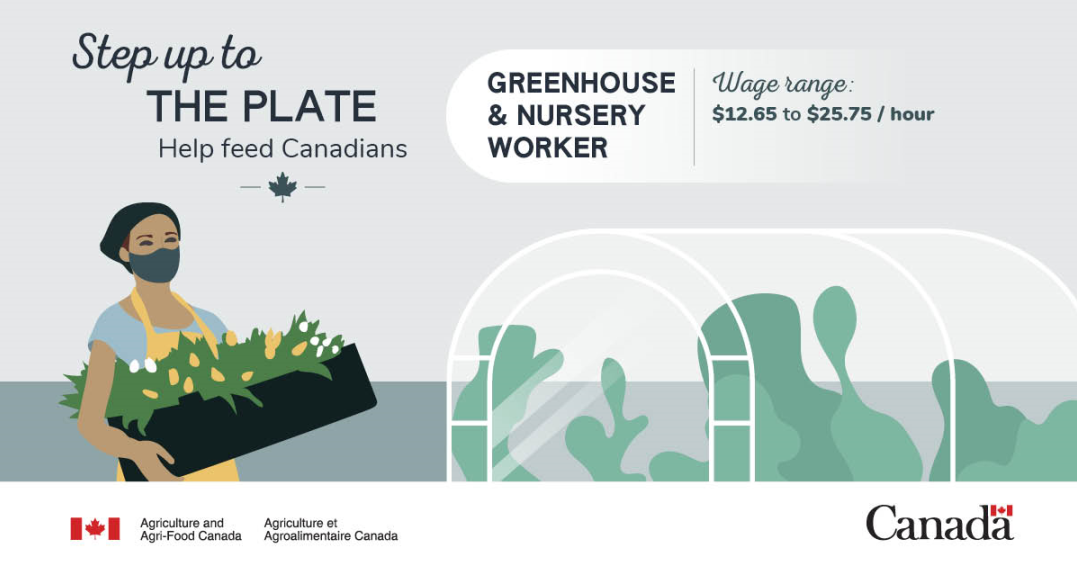 Step up to
THE PLATE
Help feed Canadians
GREENHOUSE
& NURSERY
WORKER
Wage range:
$12.65 to $25.75 / hour
Agriculture and
Agri-Food Canada
Agriculture et
Agroalimentaire Canada
Canada